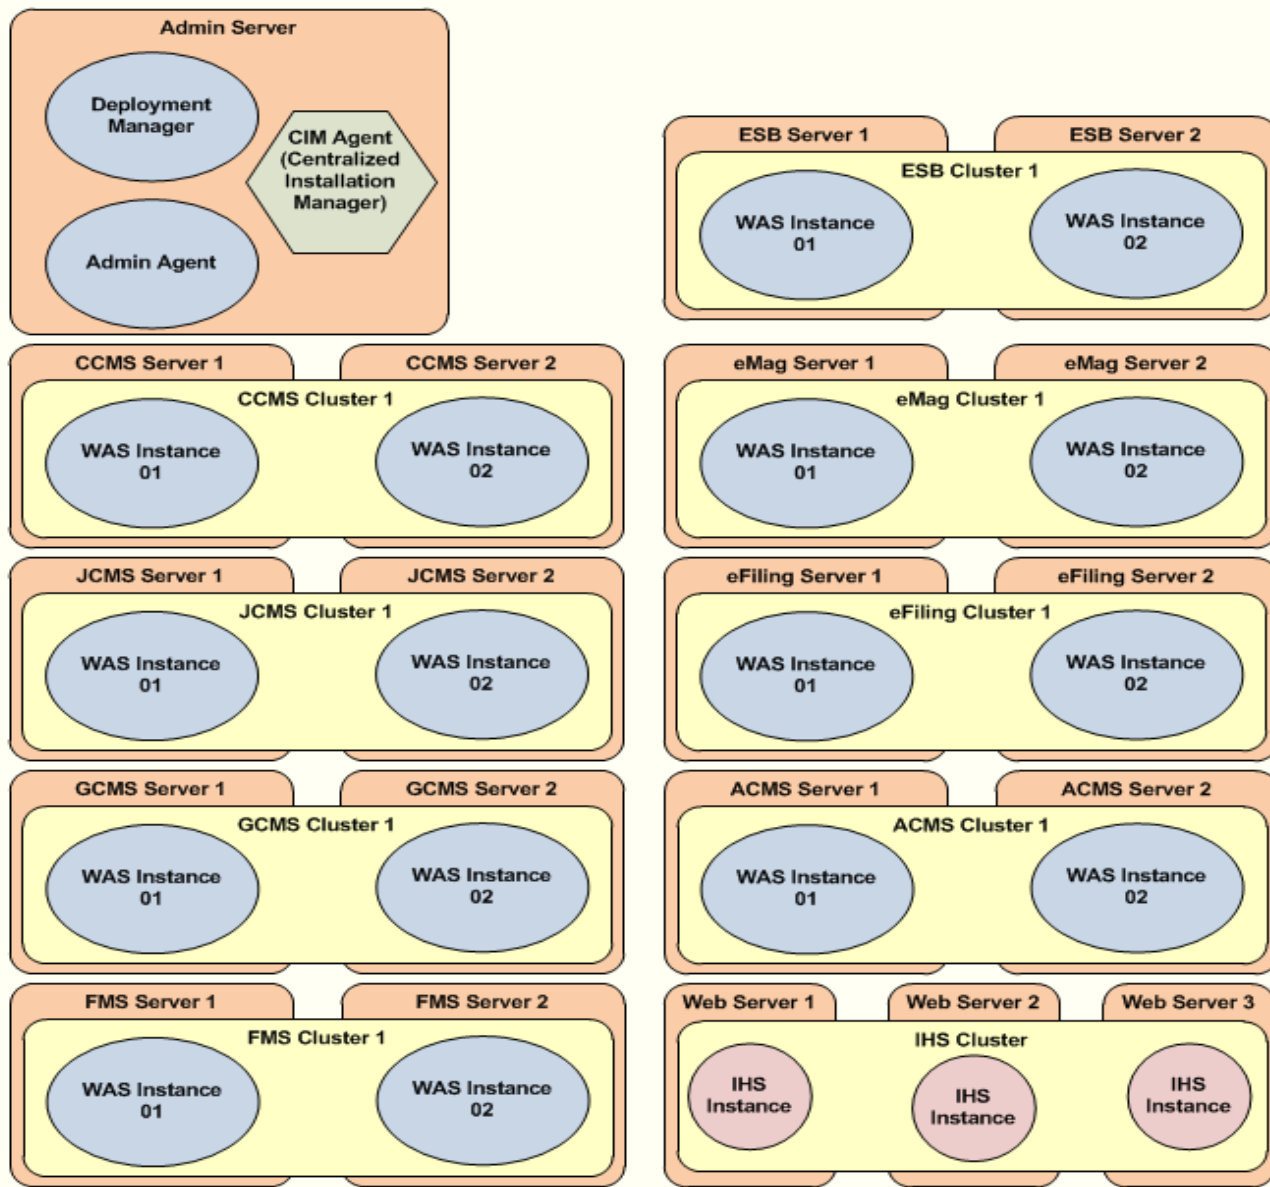 Admin Server
Deployment
Manager
CIM Agent
(Centralized
Installation
Manager)
Admin Agent
ESB Server 1
ESB Server 2
ESB Cluster 1
WAS Instance
01
WAS Instance
02
CCMS Server 1
CCMS Server 2
CCMS Cluster 1
WAS Instance
01
WAS Instance
02
eMag Server 1
eMag Server 2
eMag Cluster 1
WAS Instance
01
WAS Instance
02
JCMS Server 1
JCMS Server 2
JCMS Cluster 1
WAS Instance
01
WAS Instance
02
eFiling Server 1
eFiling Server 2
eFiling Cluster 1
WAS Instance
01
WAS Instance
02
GCMS Server 1
GCMS Server 2
GCMS Cluster 1
WAS Instance
01
WAS Instance
02
ACMS Server 1
ACMS Server 2
ACMS Cluster 1
WAS Instance
01
WAS Instance
02
FMS Server 1
FMS Server 2
FMS Cluster 1
WAS Instance
01
WAS Instance
02
Web Server 1
Web Server 2
Web Server 3
IHS Cluster
IHS
Instance
IHS
Instance
IHS
Instance